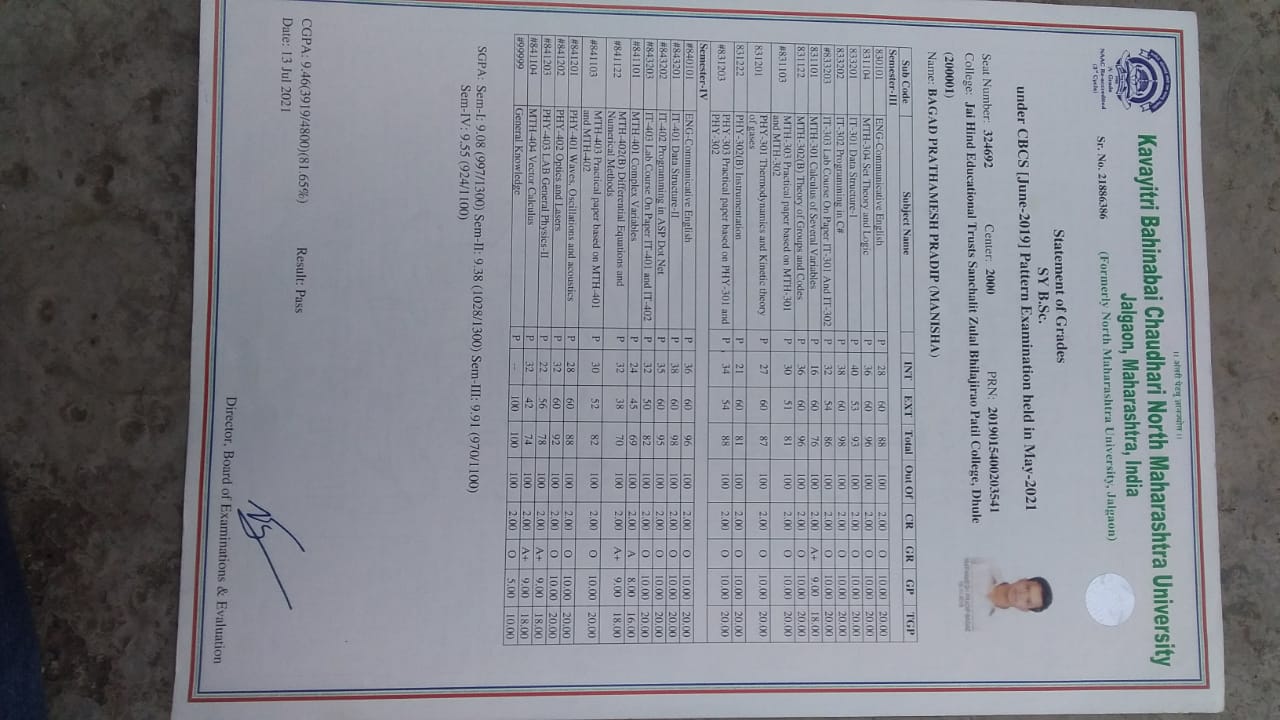 ।। अंतरी पेटवू ज्ञानज्योत ।।
Kavayitri Bahinabai Chaudhari North Maharashtra University
Jalgaon, Maharashtra, India
(Formerly North Maharashtra University, Jalgaon)
'A' Grade
NAAC Re-accredited
(3rd Cycle)
Sr. No. 21886386
Statement of Grades
SY B.Sc.
under CBCS [June-2019] Pattern Examination held in May-2021
Seat Number: 324692 Center: 2000 PRN: 2019015400203541
College: Jai Hind Educational Trusts Sanchalit Zulal Bhilajirao Patil College, Dhule
(200001)
Name: BAGAD PRATHAMESH PRADIP (MANISHA)
PRATHAMESH PRADIP BAGAD
Sub Code Subject Name INT EXT Total Out Of CR GR GP TGP
Semester-III
830101 ENG-Communicative English P 28 60 88 100 2.00 O 10.00 20.00
831104 MTH-304 Set Theory and Logic P 36 60 96 100 2.00 O 10.00 20.00
833201 IT-301 Data Structure-I P 40 53 93 100 2.00 O 10.00 20.00
833202 IT-302 Programming in C# P 38 60 98 100 2.00 O 10.00 20.00
#833203 IT-303 Lab Course On Paper IT-301 And IT-302 P 32 54 86 100 2.00 O 10.00 20.00
831101 MTH-301 Calculus of Several Variables P 16 60 76 100 2.00 A+ 9.00 18.00
831122 MTH-302(B) Theory of Groups and Codes P 36 60 96 100 2.00 O 10.00 20.00
#831103 MTH-303 Practical paper based on MTH-301 P 30 51 81 100 2.00 O 10.00 20.00
and MTH-302
831201 PHY-301 Thermodynamics and Kinetic theory P 27 60 87 100 2.00 O 10.00 20.00
of gases
831222 PHY-302(B) Instrumentation P 21 60 81 100 2.00 O 10.00 20.00
#831203 PHY-303 Practical paper based on PHY-301 and P 34 54 88 100 2.00 O 10.00 20.00
PHY-302
Semester-IV
#840101 ENG-Communicative English P 36 60 96 100 2.00 O 10.00 20.00
#843201 IT-401 Data Structure-II P 38 60 98 100 2.00 O 10.00 20.00
#843202 IT-402 Programming in ASP Dot Net P 35 60 95 100 2.00 O 10.00 20.00
#843203 IT-403 Lab Course On Paper IT-401 and IT-402 P 32 50 82 100 2.00 O 10.00 20.00
#841101 MTH-401 Complex Variables P 24 45 69 100 2.00 A 8.00 16.00
#841122 MTH-402(B) Differential Equations and P 32 38 70 100 2.00 A+ 9.00 18.00
Numerical Methods
#841103 MTH-403 Practical paper based on MTH-401 P 30 52 82 100 2.00 O 10.00 20.00
and MTH-402
#841201 PHY-401 Waves, Oscillations and acoustics P 28 60 88 100 2.00 O 10.00 20.00
#841202 PHY-402 Optics and Lasers P 32 60 92 100 2.00 O 10.00 20.00
#841203 PHY-403 LAB General Physics-II P 22 56 78 100 2.00 A+ 9.00 18.00
#841104 MTH-404 Vector Calculus P 32 42 74 100 2.00 A+ 9.00 18.00
#99999 General Knowledge P -- 100 100 100 2.00 O 5.00 10.00
SGPA: Sem-I: 9.08 (997/1300) Sem-II: 9.38 (1028/1300) Sem-III: 9.91 (970/1100)
Sem-IV: 9.55 (924/1100)
CGPA: 9.46(3919/4800)(81.65%) Result: Pass
Date: 13 Jul 2021
Director, Board of Examinations & Evaluation